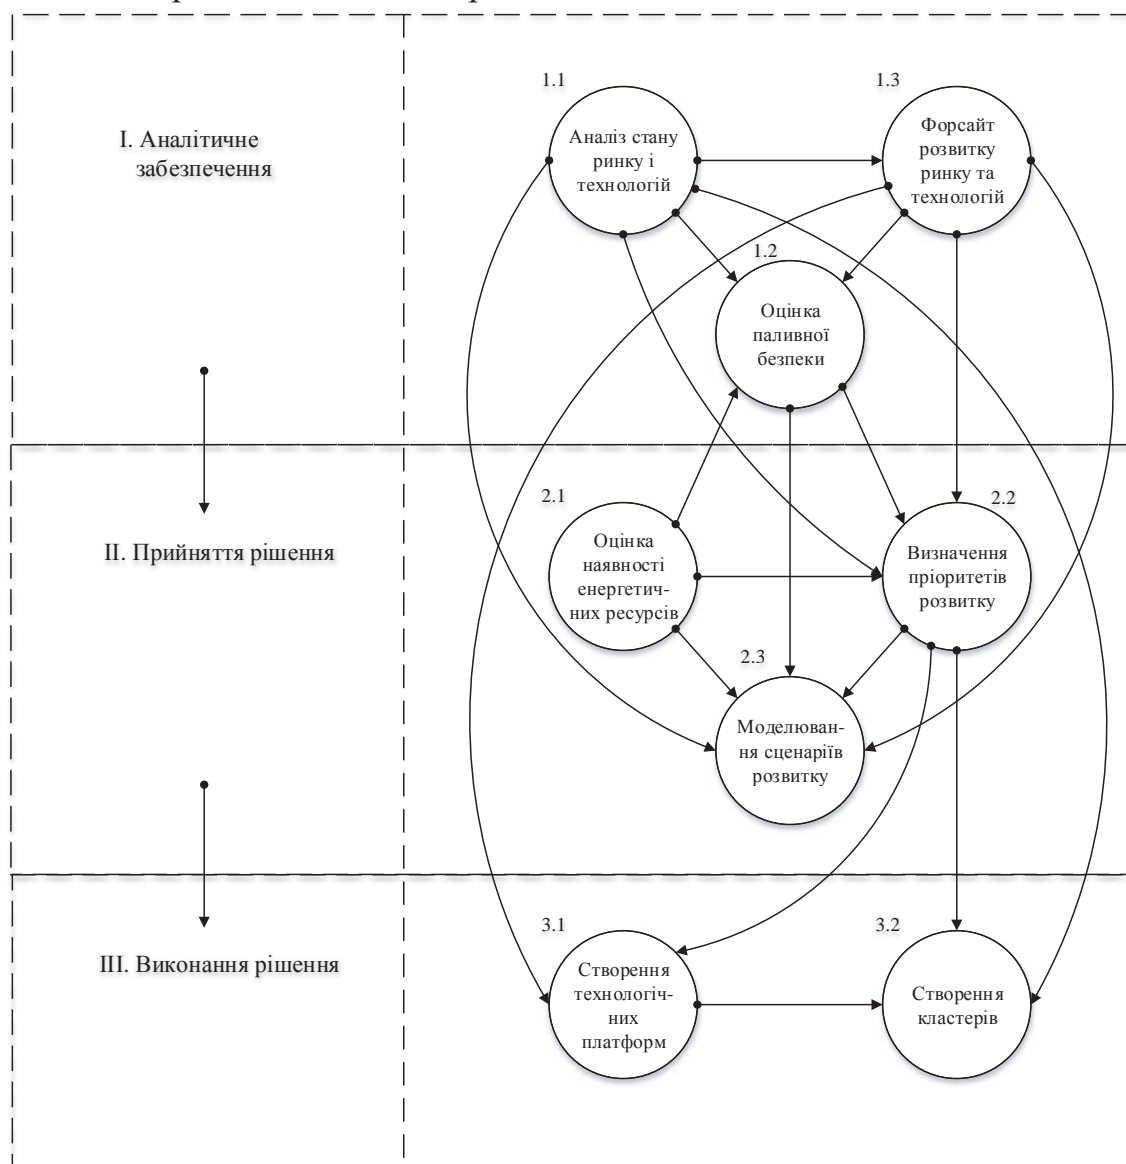 I. Аналітичне
забезпечення
1.1
Аналіз стану
ринку і
технологій
1.3
Форсайт
розвитку
ринку та
технологій
1.2
Оцінка
паливної
безпеки
II. Прийняття рішення
2.1
Оцінка
наявності
енергетич-
них ресурсів
2.2
Визначення
пріоритетів
розвитку
2.3
Моделюван-
ня сценаріїв
розвитку
III. Виконання рішення
3.1
Створення
технологіч-
них
платформ
3.2
Створення
кластерів